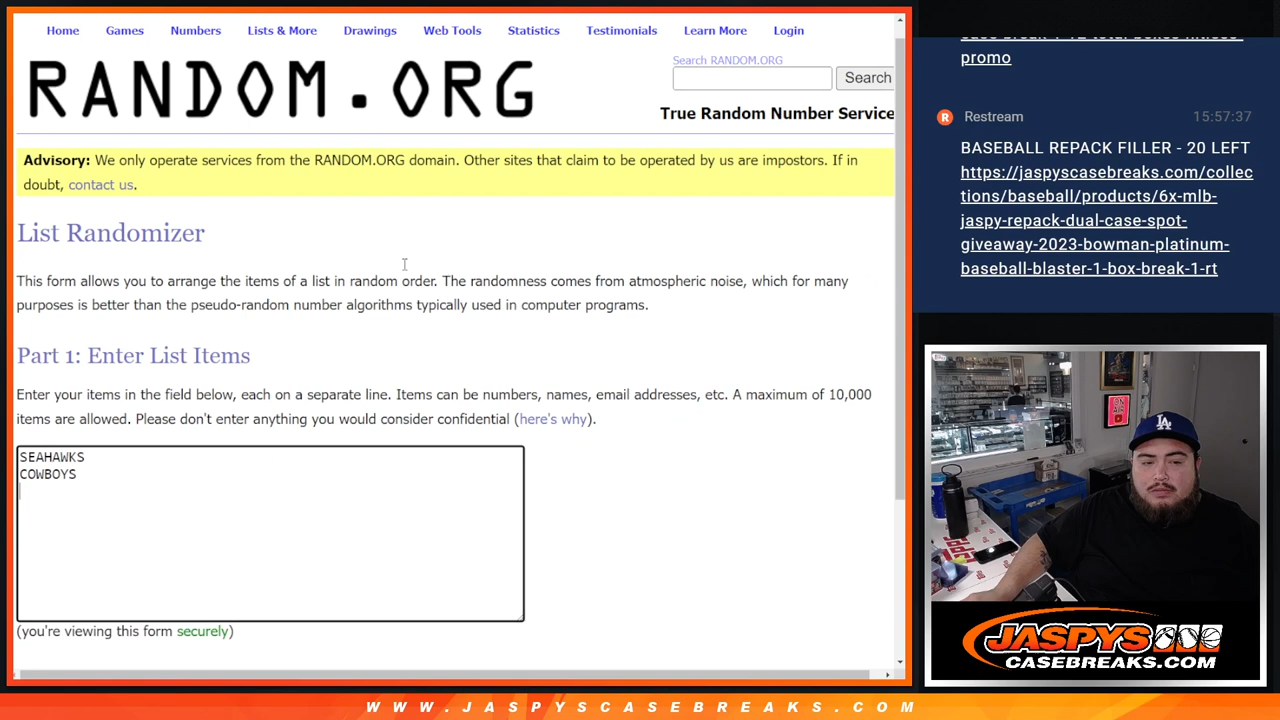 Home Games Numbers Lists & More Drawings Web Tools Statistics Testimonials Learn More Login
RANDOM.ORG
Search RANDOM.ORG
Search
True Random Number Service
Advisory: We only operate services from the RANDOM.ORG domain. Other sites that claim to be operated by us are impostors. If in
doubt, contact us.
List Randomizer
This form allows you to arrange the items of a list in random order. The randomness comes from atmospheric noise, which for many
purposes is better than the pseudo-random number algorithms typically used in computer programs.
Part 1: Enter List Items
Enter your items in the field below, each on a separate line. Items can be numbers, names, email addresses, etc. A maximum of 10,000
items are allowed. Please don't enter anything you would consider confidential (here's why).
SEAHAWKS
COWBOYS
(you're viewing this form securely)
promo
R Restream 15:57:37
BASEBALL REPACK FILLER - 20 LEFT
https://jaspyscasebreaks.com/collec
tions/baseball/products/6x-mlb-
jaspy-repack-dual-case-spot-
giveaway-2023-bowman-platinum-
baseball-blaster-1-box-break-1-rt
ON
AIR
LA
JASPYS
CASEBREAKS.COM
WWW.JASPYSCASEBREAKS.COM